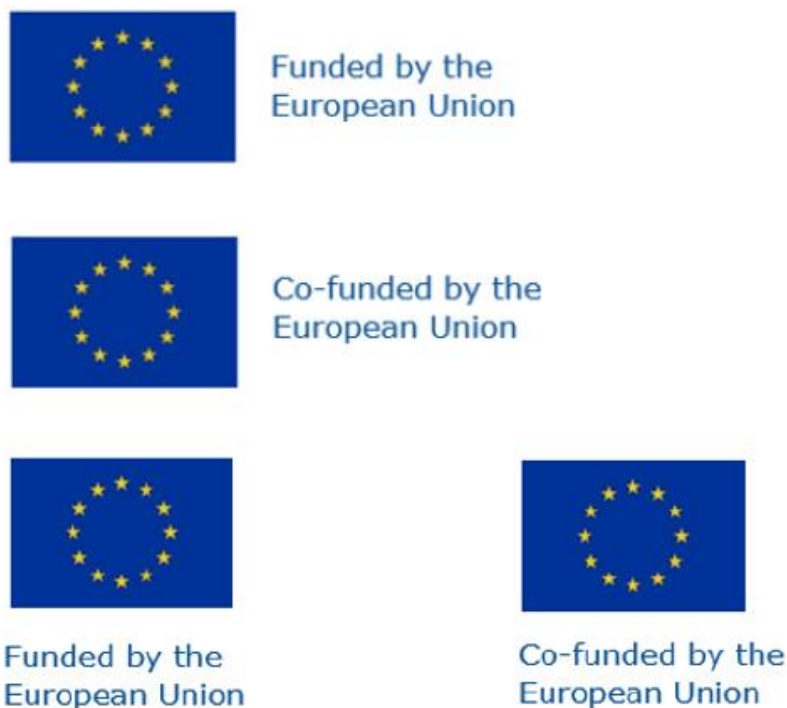 Funded by the
European Union
Co-funded by the
European Union
Funded by the
European Union
Co-funded by the
European Union